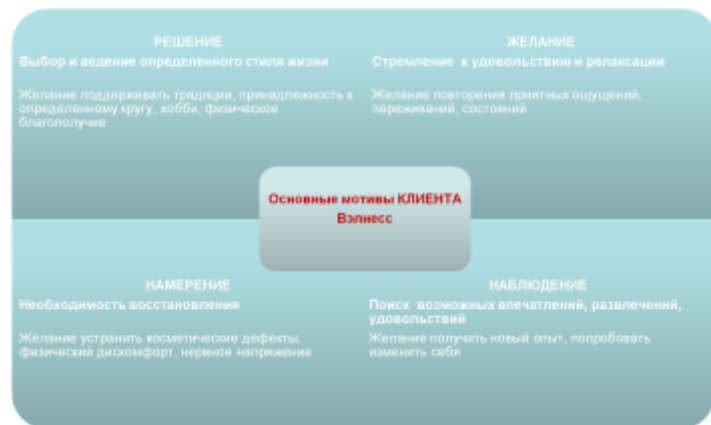 РЕШЕНИЕ
Выбор и ведение определенного стиля жизни
Желание поддерживать традиции, принадлежность к
определенному кругу, хобби, физическое
благополучие
ЖЕЛАНИЕ
Стремление к удовольствию и релаксации
Желание повторения приятных ощущений,
переживаний, состояний
Основные мотивы КЛИЕНТА
Вэлнесс
НАМЕРЕНИЕ
Необходимость восстановления
Желание устранить косметические дефекты,
физический дискомфорт, нервное напряжение
НАБЛЮДЕНИЕ
Поиск возможных впечатлений, развлечений,
удовольствий
Желание получить новый опыт, попробовать
изменить себя